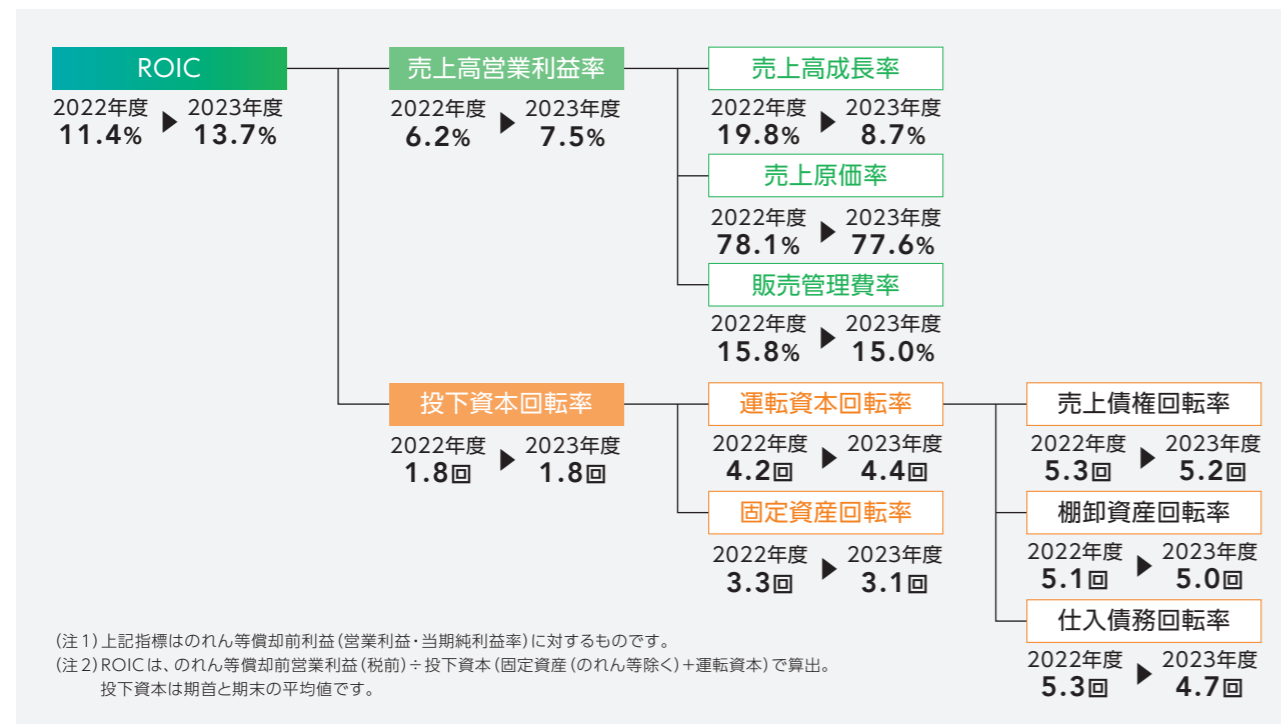 ROIC
2022年度 ▶ 2023年度
11.4% 13.7%
売上高営業利益率
2022年度 ▶ 2023年度
6.2% 7.5%
売上高成長率
2022年度 ▶ 2023年度
19.8% 8.7%
売上原価率
2022年度 ▶ 2023年度
78.1% 77.6%
販売管理費率
2022年度 ▶ 2023年度
15.8% 15.0%
投下資本回転率
2022年度 ▶ 2023年度
1.8回 1.8回
運転資本回転率
2022年度 ▶ 2023年度
4.2回 4.4回
固定資産回転率
2022年度 ▶ 2023年度
3.3回 3.1回
売上債権回転率
2022年度 ▶ 2023年度
5.3回 5.2回
棚卸資産回転率
2022年度 ▶ 2023年度
5.1回 5.0回
仕入債務回転率
2022年度 ▶ 2023年度
5.3回 4.7回
(注1)上記指標はのれん等償却前利益(営業利益・当期純利益率)に対するものです。
(注2)ROICは、のれん等償却前営業利益(税前)÷投下資本(固定資産(のれん等除く)+運転資本)で算出。
投下資本は期首と期末の平均値です。